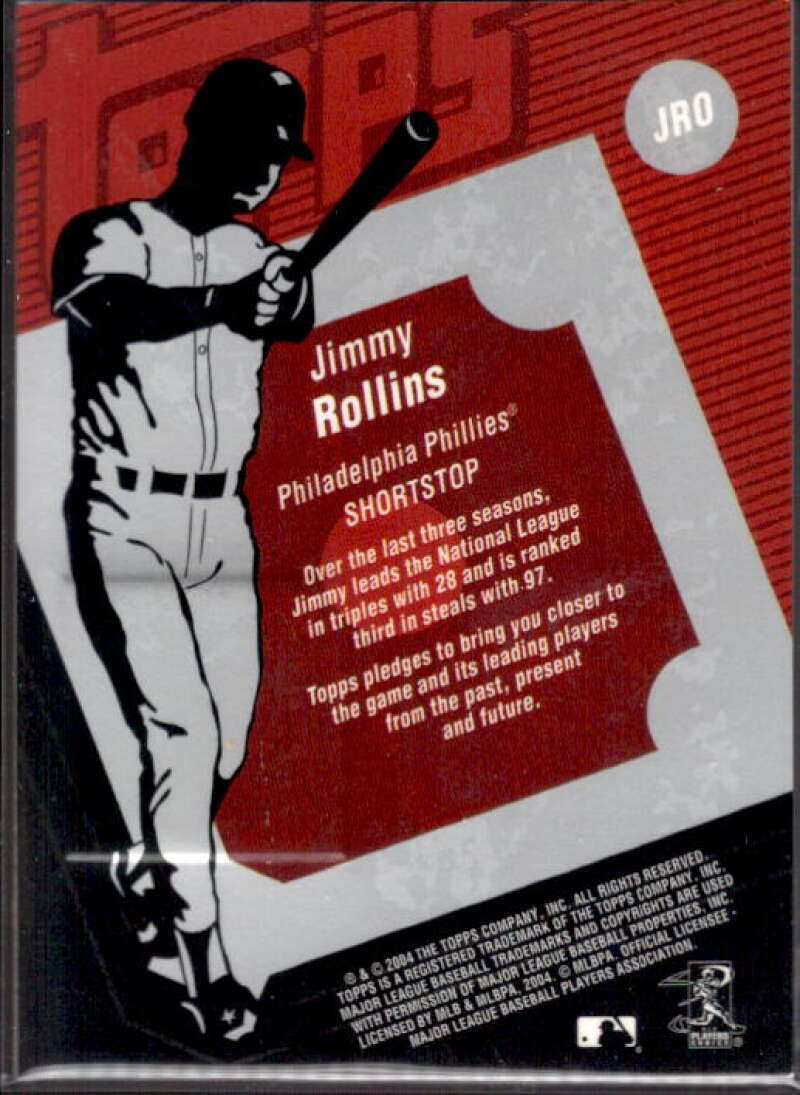 TOPPS
JRO
Jimmy
Rollins
Philadelphia Phillies®
SHORTSTOP
Over the last three seasons,
Jimmy leads the National League
in triples with 28 and is ranked
third in steals with 97.
Topps pledges to bring you closer to
the game and its leading players
from the past, present
and future.
® & © 2004 THE TOPPS COMPANY, INC. ALL RIGHTS RESERVED.
TOPPS IS A REGISTERED TRADEMARK OF THE TOPPS COMPANY, INC.
MAJOR LEAGUE BASEBALL TRADEMARKS AND COPYRIGHTS ARE USED
WITH PERMISSION OF MAJOR LEAGUE BASEBALL PROPERTIES, INC.
LICENSED BY MLB & MLBPA, 2004. © MLBPA. OFFICIAL LICENSEE -
MAJOR LEAGUE BASEBALL PLAYERS ASSOCIATION.
PLAYERS
CHOICE ®